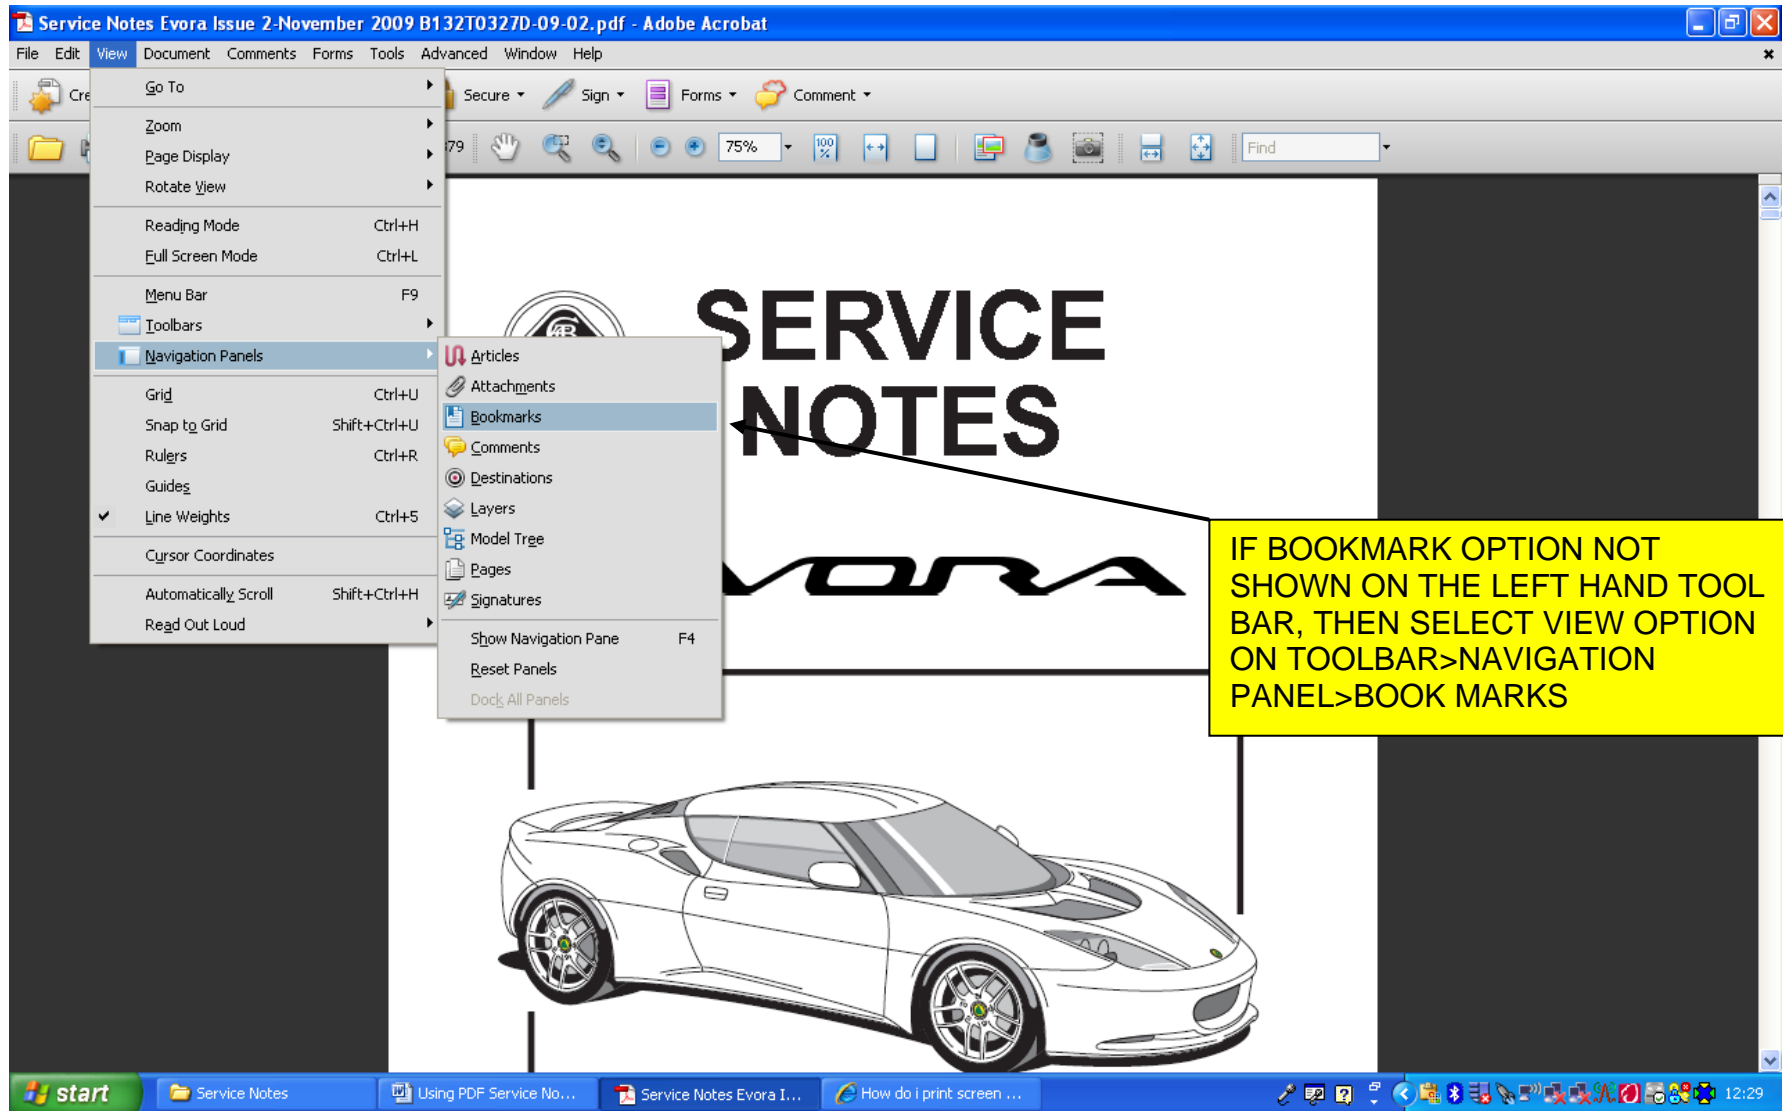 Service Notes Evora Issue 2-November 2009 B132T0327D-09-02.pdf - Adobe Acrobat
File Edit View Document Comments Forms Tools Advanced Window Help
Cre Secure Sign Forms Comment
79 75% Find
100 %
Go To
Zoom
Page Display
Rotate View
Reading Mode Ctrl+H
Full Screen Mode Ctrl+L
Menu Bar F9
Toolbars
Navigation Panels
Grid Ctrl+U
Snap to Grid Shift+Ctrl+U
Rulers Ctrl+R
Guides
Line Weights Ctrl+5
Cursor Coordinates
Automatically Scroll Shift+Ctrl+H
Read Out Loud
Articles
Attachments
Bookmarks
Comments
Destinations
Layers
Model Tree
Pages
Signatures
Show Navigation Pane F4
Reset Panels
Dock All Panels
SERVICE
NOTES
VORA
IF BOOKMARK OPTION NOT
SHOWN ON THE LEFT HAND TOOL
BAR, THEN SELECT VIEW OPTION
ON TOOLBAR>NAVIGATION
PANEL>BOOK MARKS
start Service Notes Using PDF Service No... Service Notes Evora I... How do i print screen ... 12:29